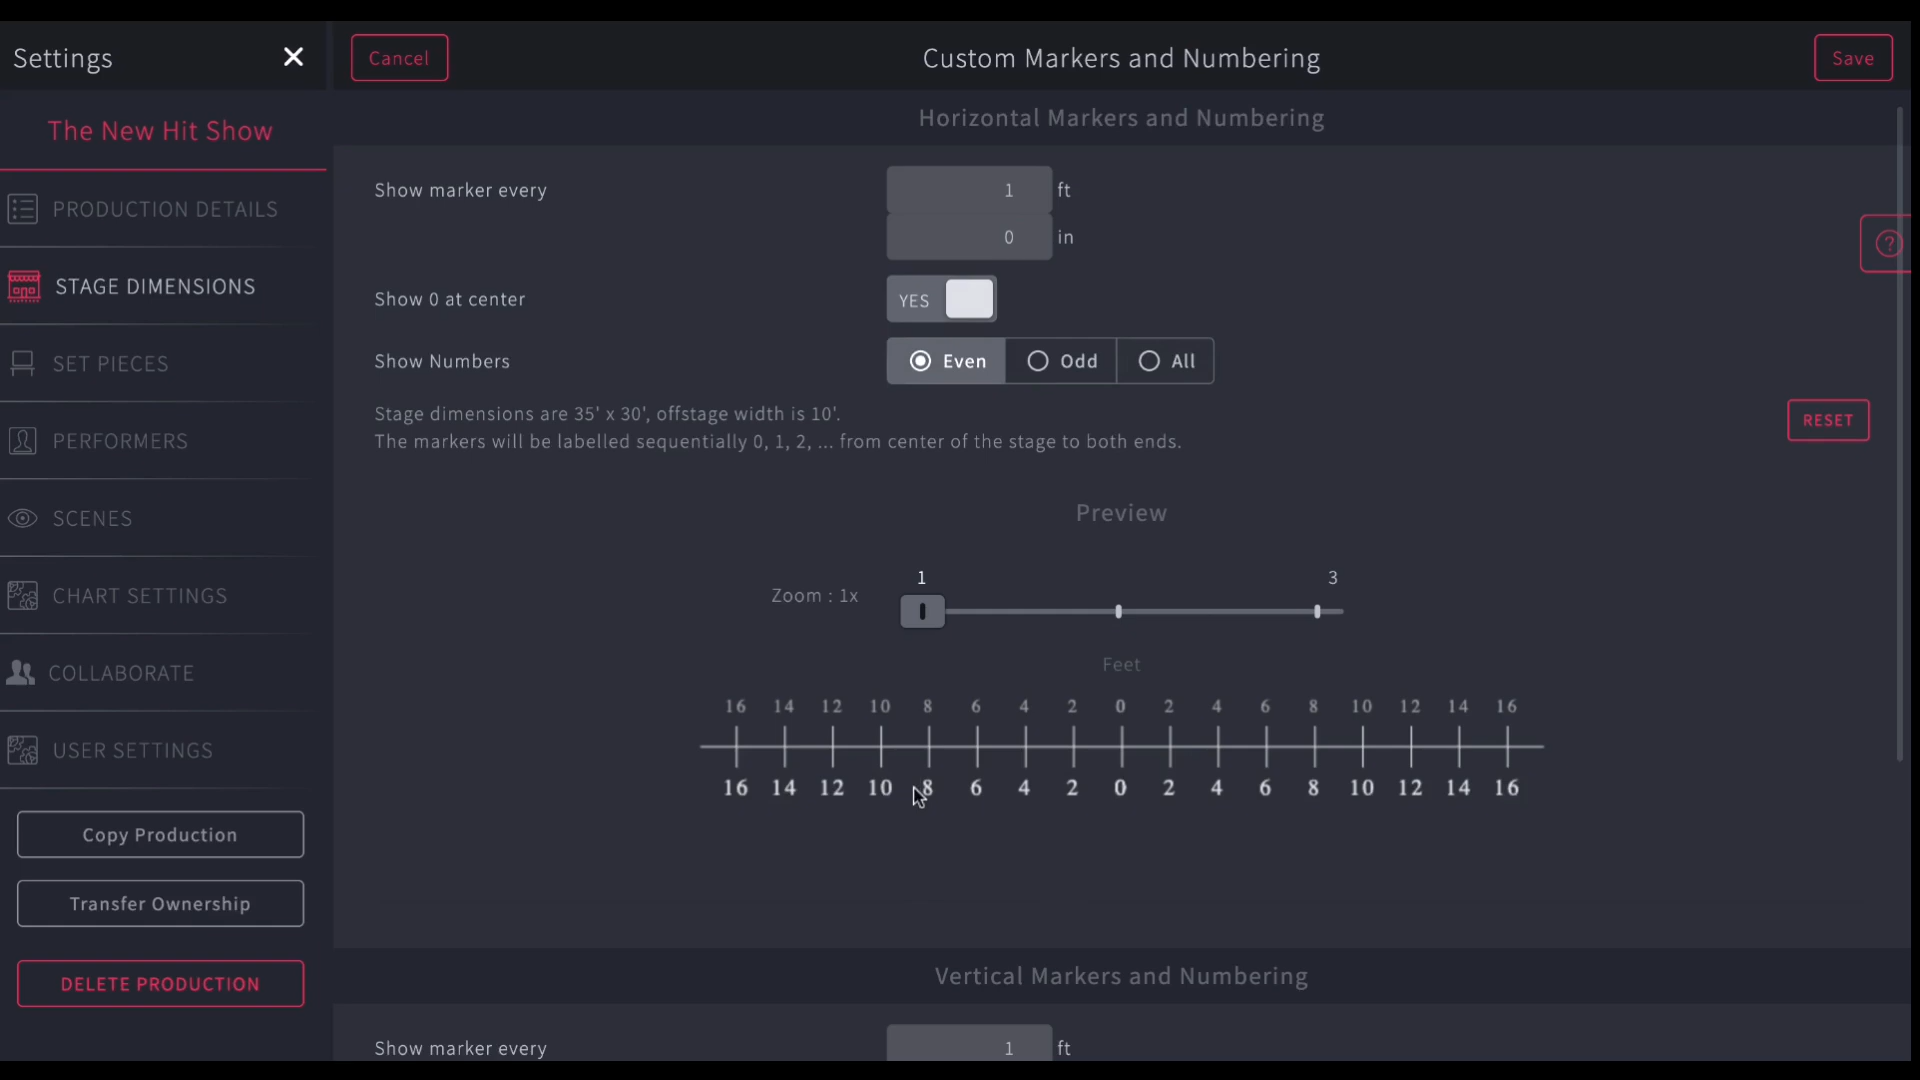 Settings
Cancel
Custom Markers and Numbering
Save
The New Hit Show
PRODUCTION DETAILS
STAGE DIMENSIONS
SET PIECES
PERFORMERS
SCENES
CHART SETTINGS
COLLABORATE
USER SETTINGS
Copy Production
Transfer Ownership
DELETE PRODUCTION
Horizontal Markers and Numbering
Show marker every 1 ft
0 in
?
Show 0 at center YES
Show Numbers Even Odd All
Stage dimensions are 35' x 30', offstage width is 10'.
The markers will be labelled sequentially 0, 1, 2, ... from center of the stage to both ends.
RESET
Preview
1 3
Zoom : 1x
Feet
16 14 12 10 8 6 4 2 0 2 4 6 8 10 12 14 16
16 14 12 10 8 6 4 2 0 2 4 6 8 10 12 14 16
Vertical Markers and Numbering
Show marker every 1 ft